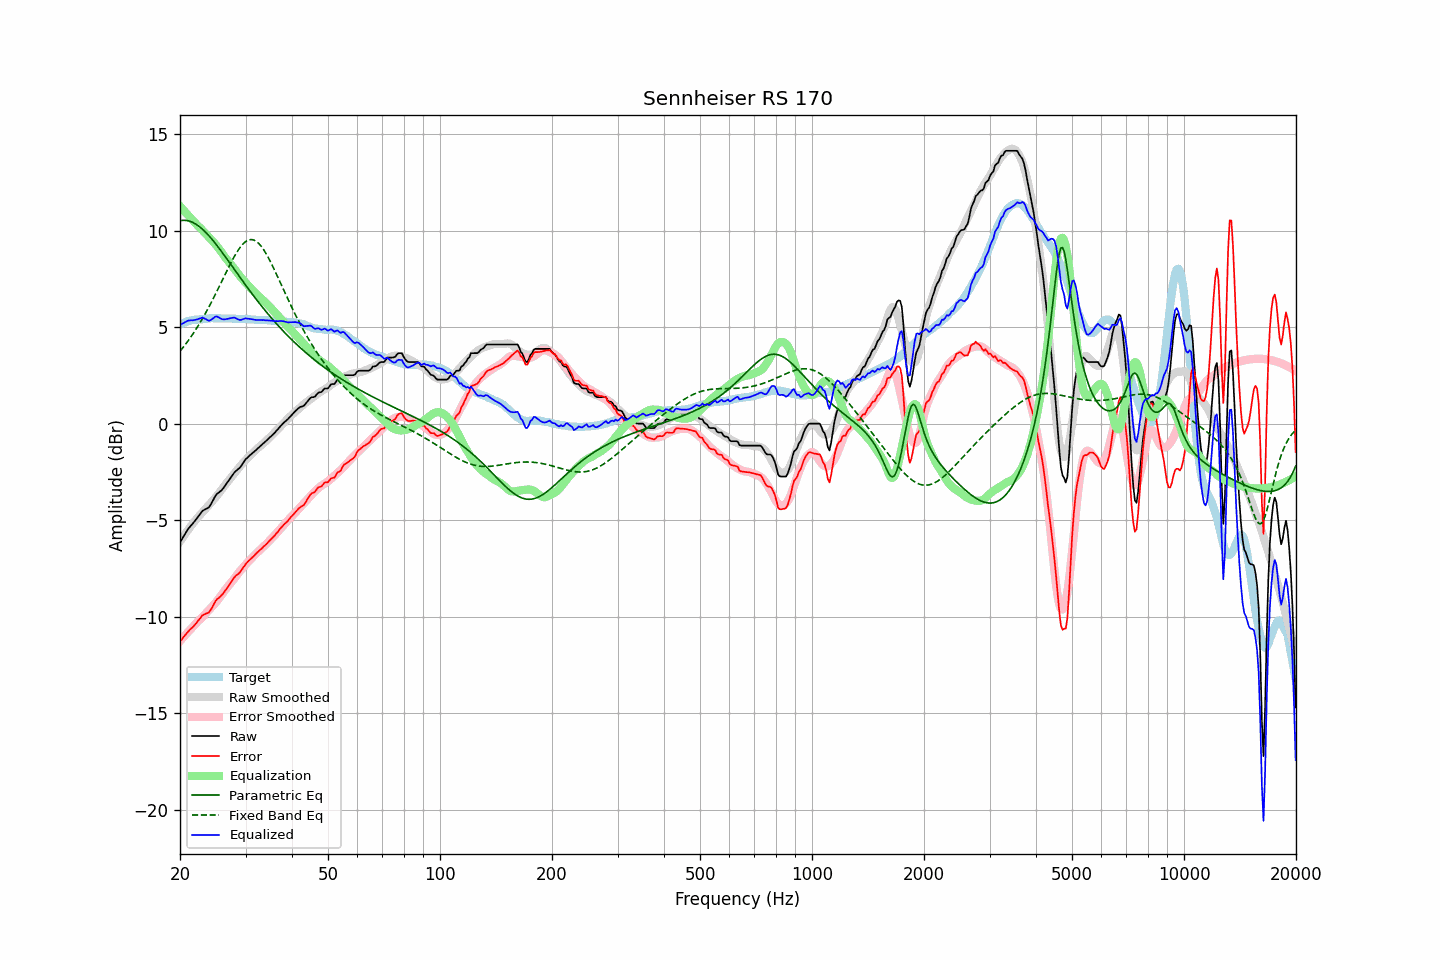 Sennheiser RS 170
Amplitude (dBr)
15
10
5
0
−5
−10
−15
−20
Target
Raw Smoothed
Error Smoothed
Raw
Error
Equalization
Parametric Eq
Fixed Band Eq
Equalized
20 50 100 200 500 1000 2000 5000 10000 20000
Frequency (Hz)